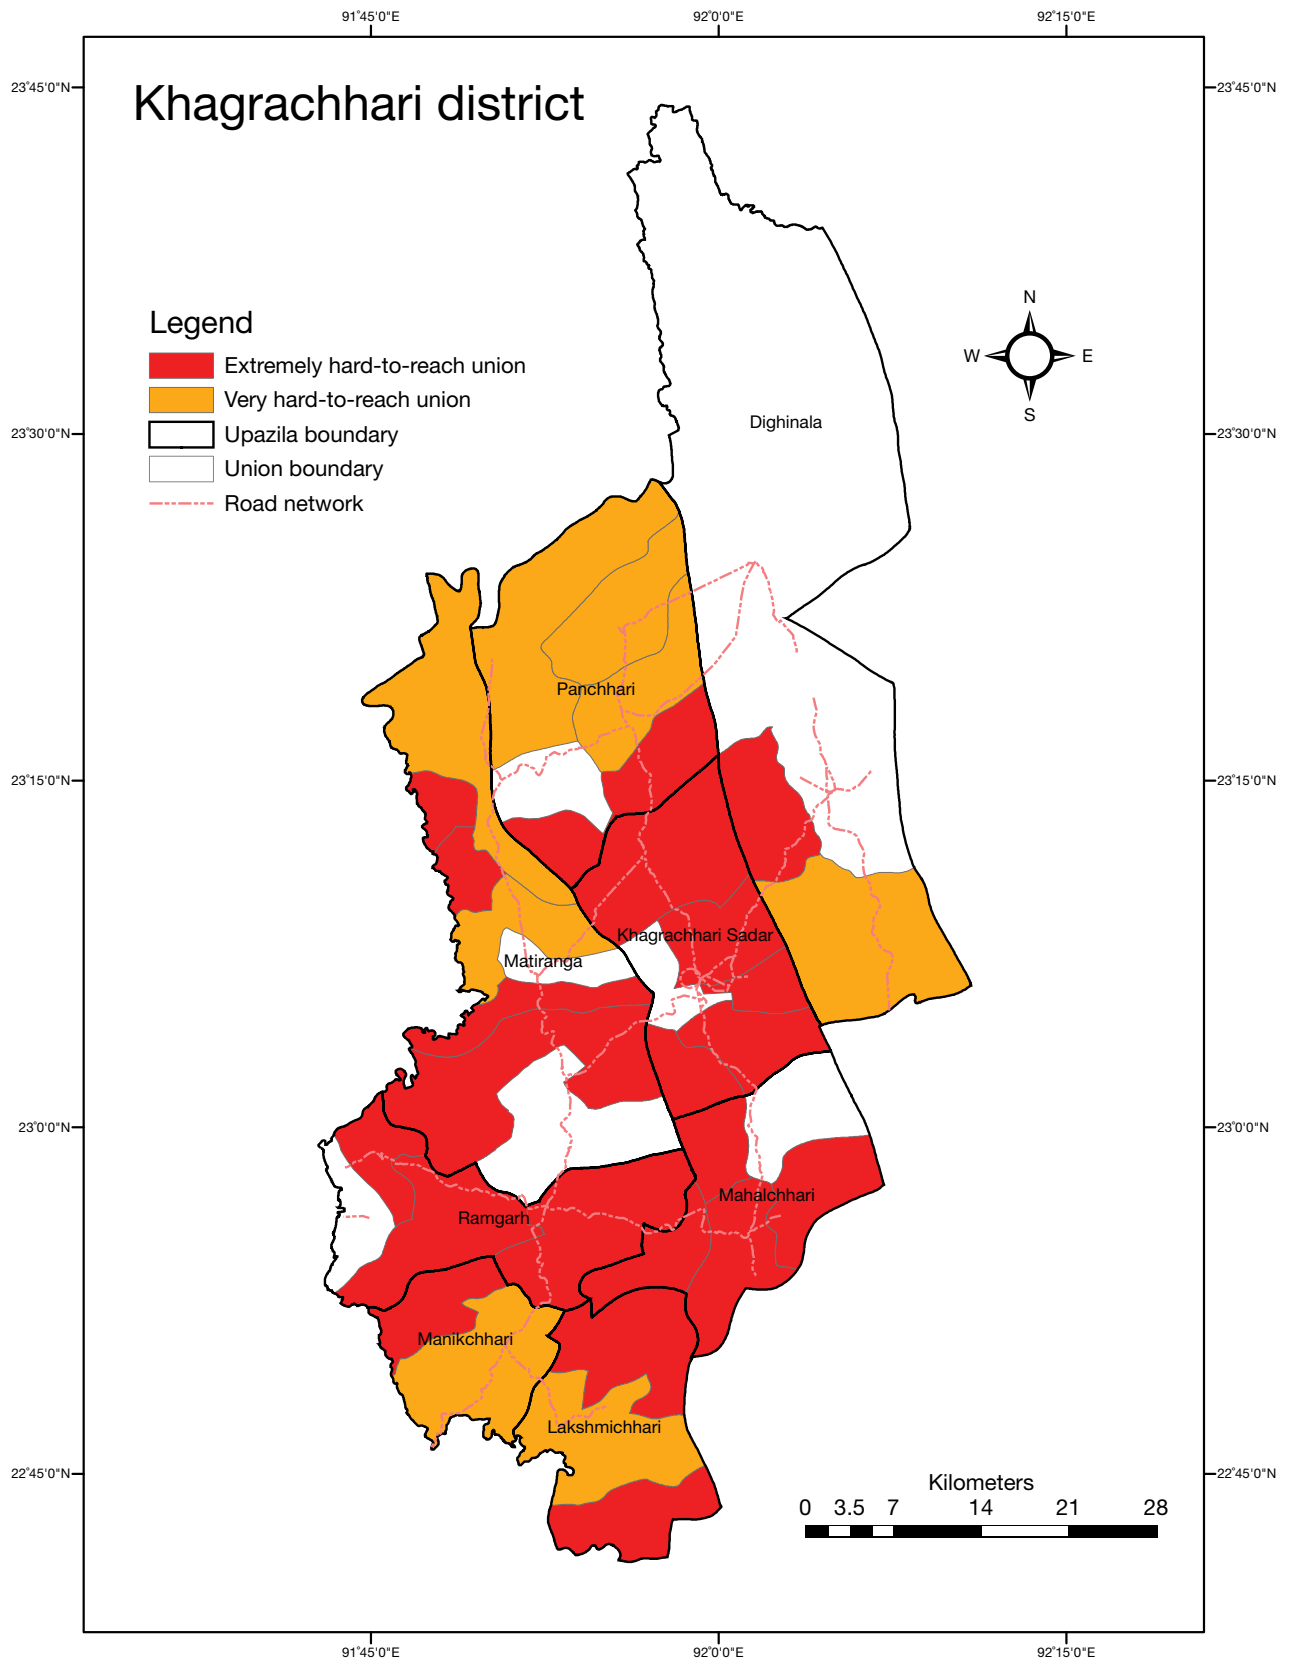 91°45'0"E 92°0'0"E 92°15'0"E
23°45'0"N 23°45'0"N
Khagrachhari district
N
W E
S
Legend
Extremely hard-to-reach union
Very hard-to-reach union
Upazila boundary
Union boundary
Road network
Dighinala
23°30'0"N 23°30'0"N
Panchhari
23°15'0"N 23°15'0"N
Khagrachhari Sadar
Matiranga
23°0'0"N 23°0'0"N
Mahalchhari
Ramgarh
Manikchhari
Lakshmichhari
22°45'0"N 22°45'0"N
Kilometers
0 3.5 7 14 21 28
91°45'0"E 92°0'0"E 92°15'0"E